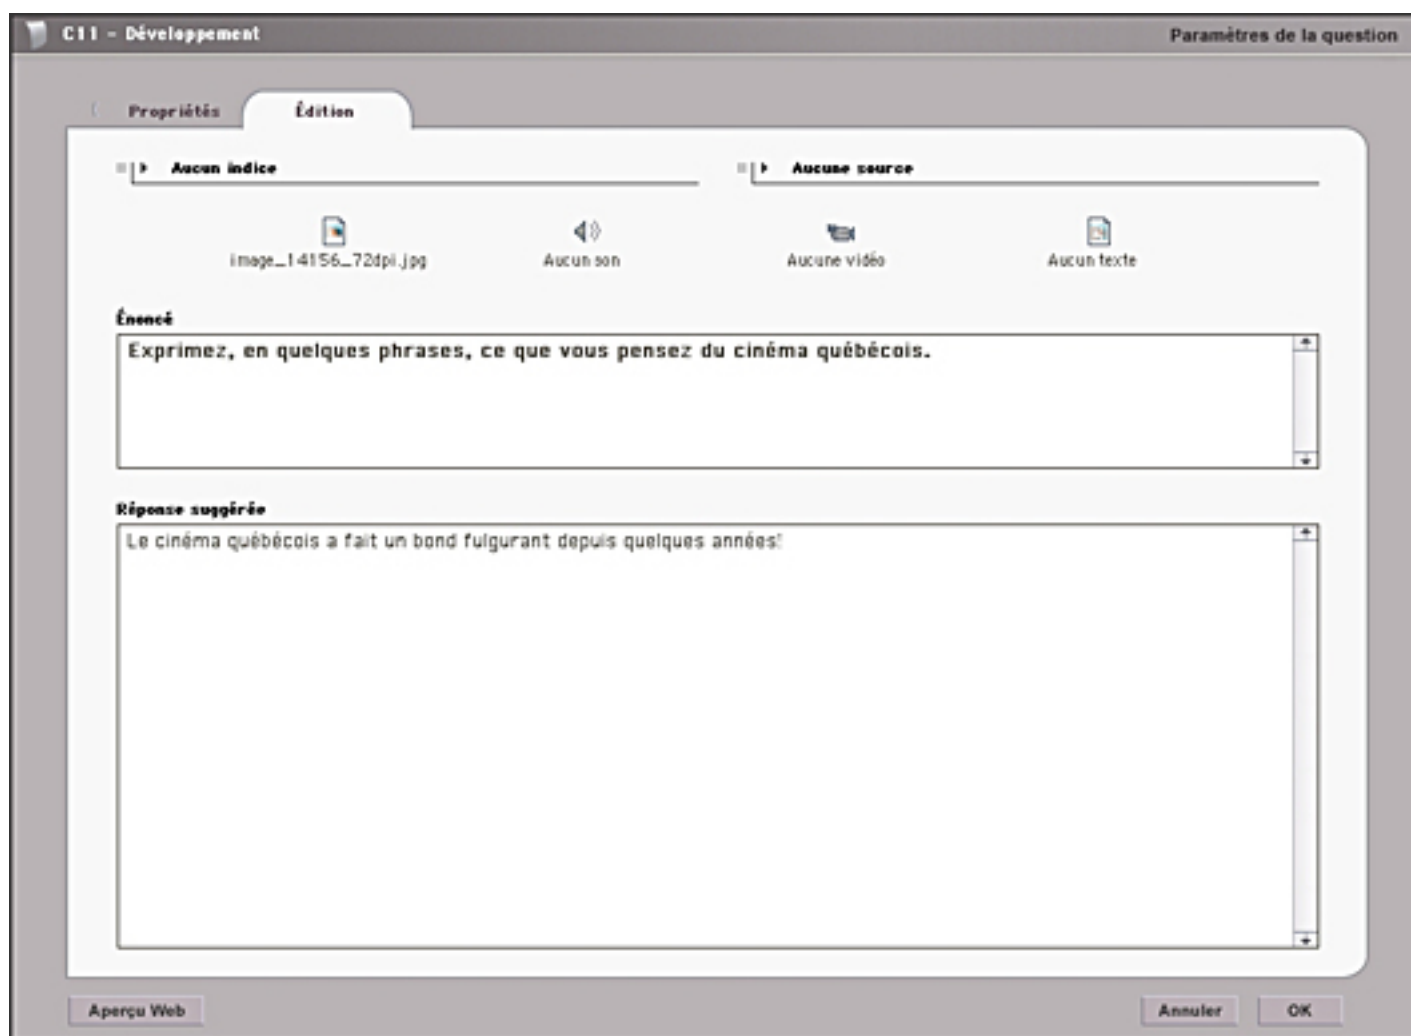 C11 - Développement
Paramètres de la question
Propriétés
Édition
Aucun indice
Aucune source
image_14156_72dpi.jpg
Aucun son
Aucune vidéo
Aucun texte
Énoncé
Exprimez, en quelques phrases, ce que vous pensez du cinéma québécois.
Réponse suggérée
Le cinéma québécois a fait un bond fulgurant depuis quelques années!
Aperçu Web
Annuler
OK